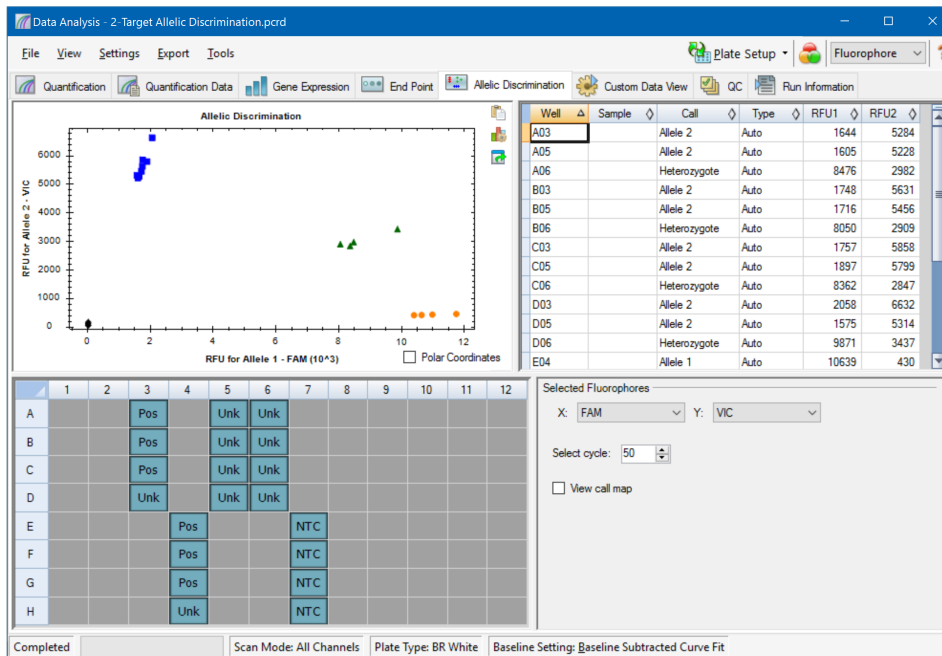 Data Analysis - 2-Target Allelic Discrimination.pcrd
File View Settings Export Tools Plate Setup Fluorophore
Quantification Quantification Data Gene Expression End Point Allelic Discrimination Custom Data View QC Run Information
Allelic Discrimination
RFU for Allele 2 - VIC
6000
5000
4000
3000
2000
1000
0
0 2 4 6 8 10 12
RFU for Allele 1 - FAM (10^3)
Polar Coordinates
Well Sample Call Type RFU1 RFU2
A03 Allele 2 Auto 1644 5284
A05 Allele 2 Auto 1605 5228
A06 Heterozygote Auto 8476 2982
B03 Allele 2 Auto 1748 5631
B05 Allele 2 Auto 1716 5456
B06 Heterozygote Auto 8050 2909
C03 Allele 2 Auto 1757 5858
C05 Allele 2 Auto 1897 5799
C06 Heterozygote Auto 8362 2847
D03 Allele 2 Auto 2058 6632
D05 Allele 2 Auto 1575 5314
D06 Heterozygote Auto 9871 3437
E04 Allele 1 Auto 10639 430
1 2 3 4 5 6 7 8 9 10 11 12
A Pos Unk Unk
B Pos Unk Unk
C Pos Unk Unk
D Unk Unk Unk
E Pos NTC
F Pos NTC
G Pos NTC
H Unk NTC
Selected Fluorophores
X: FAM Y: VIC
Select cycle: 50
View call map
Completed Scan Mode: All Channels Plate Type: BR White Baseline Setting: Baseline Subtracted Curve Fit